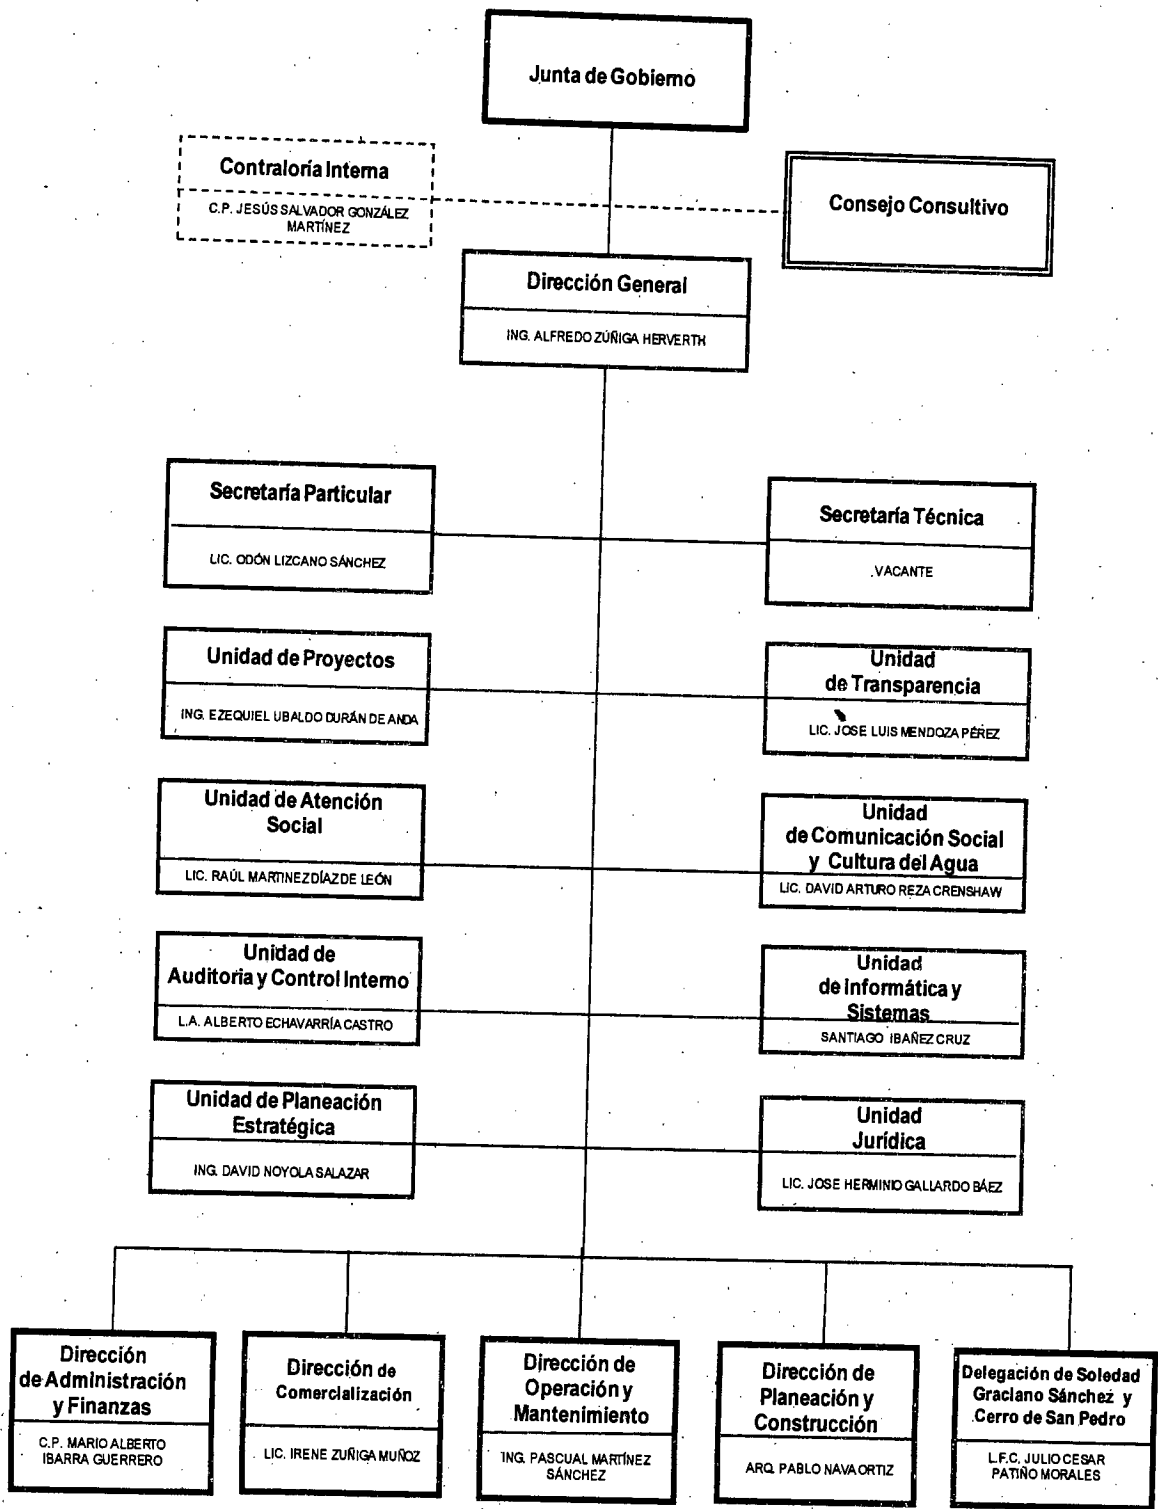 Junta de Gobierno
Contraloría Interna
C.P. JESÚS SALVADOR GONZÁLEZ
MARTÍNEZ
Consejo Consultivo
Dirección General
ING. ALFREDO ZÚÑIGA HERVERTH
Secretaría Particular
LIC. ODÓN LIZCANO SÁNCHEZ
Secretaría Técnica
VACANTE
Unidad de Proyectos
ING. EZEQUIEL UBALDO DURÁN DE ANDA
Unidad
de Transparencia
LIC. JOSE LUIS MENDOZA PÉREZ
Unidad de Atención
Social
LIC. RAÚL MARTINEZ DÍAZ DE LEÓN
Unidad
de Comunicación Social
y Cultura del Agua
LIC. DAVID ARTURO REZA CRENSHAW
Unidad de
Auditoria y Control Interno
L.A. ALBERTO ECHAVARRÍA CASTRO
Unidad
de Informática y
Sistemas
SANTIAGO IBAÑEZ CRUZ
Unidad de Planeación
Estratégica
ING. DAVID NOYOLA SALAZAR
Unidad
Jurídica
LIC. JOSE HERMINIO GALLARDO BÁEZ
Dirección
de Administración
y Finanzas
C.P. MARIO ALBERTO
IBARRA GUERRERO
Dirección de
Comercialización
LIC. IRENE ZUÑIGA MUÑOZ
Dirección de
Operación y
Mantenimiento
ING. PASCUAL MARTÍNEZ
SÁNCHEZ
Dirección de
Planeación y
Construcción
ARQ. PABLO NAVA ORTIZ
Delegación de Soledad
Graciano Sánchez y
Cerro de San Pedro
L.F.C. JULIO CESAR
PATIÑO MORALES